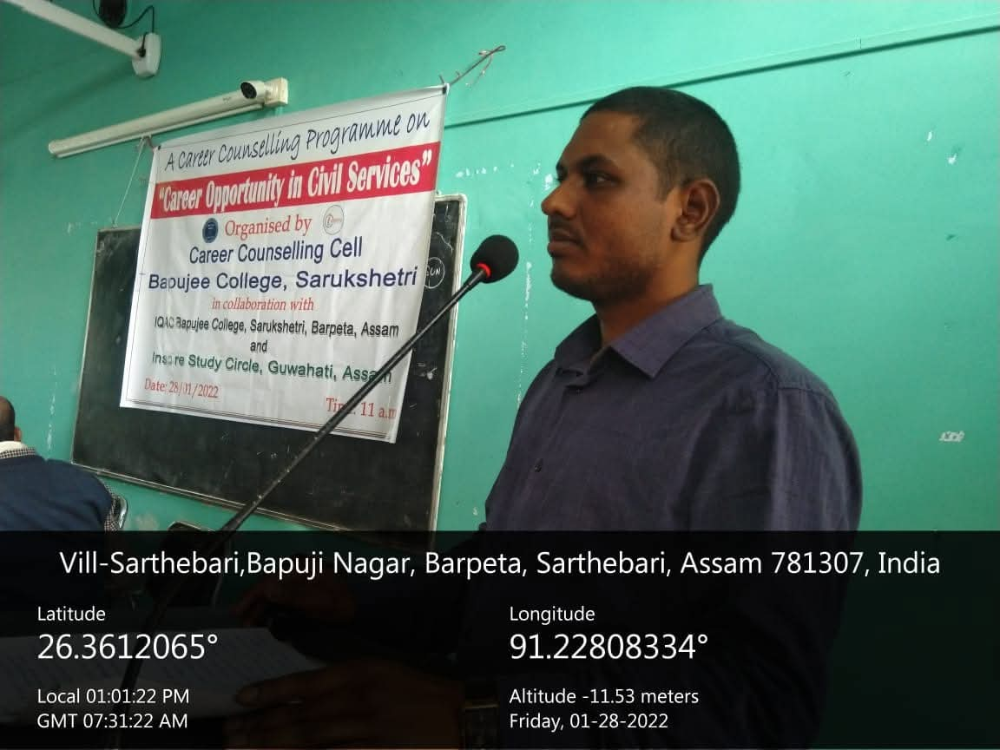 A Career Counselling Programme on
"Career Opportunity in Civil Services"
Organised by
Career Counselling Cell
Bapujee College, Sarukshetri
in collaboration with
IQAC Bapujee College, Sarukshetri, Barpeta, Assam
and
Inspire Study Circle, Guwahati, Assam
Date: 28/01/2022
Time: 11 a.m
Vill-Sarthebari,Bapuji Nagar, Barpeta, Sarthebari, Assam 781307, India
Latitude
26.3612065°
Longitude
91.22808334°
Local 01:01:22 PM
GMT 07:31:22 AM
Altitude -11.53 meters
Friday, 01-28-2022